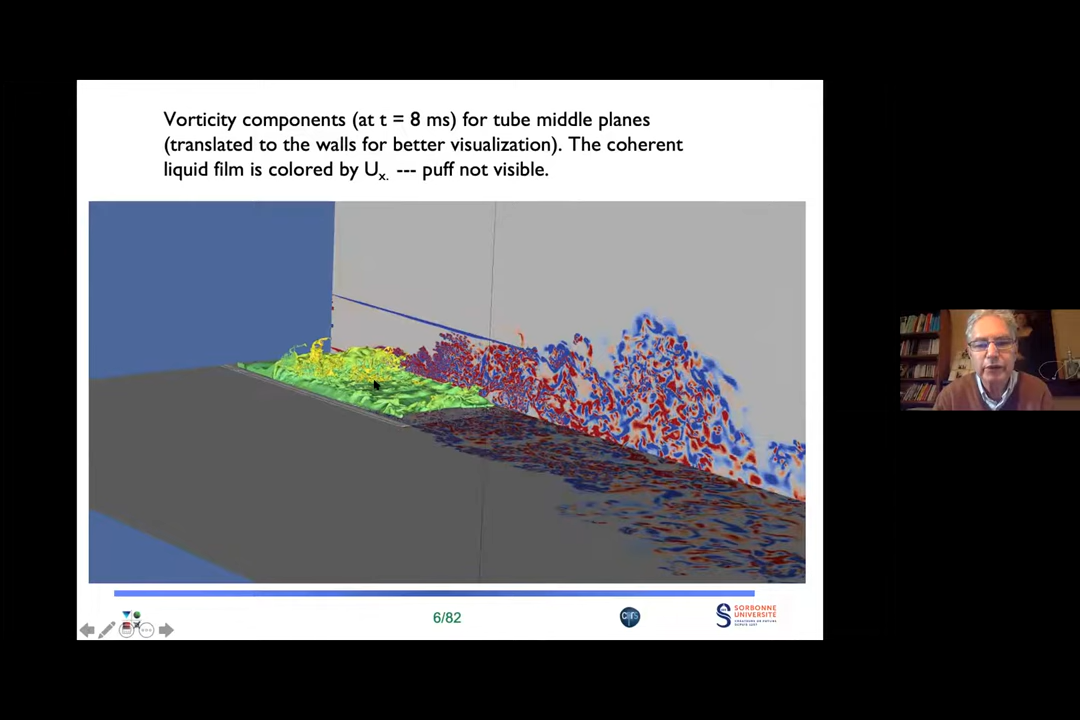 Vorticity components (at t = 8 ms) for tube middle planes
(translated to the walls for better visualization). The coherent
liquid film is colored by Ux. --- puff not visible.
6/82
cnrs
SORBONNE
UNIVERSITÉ